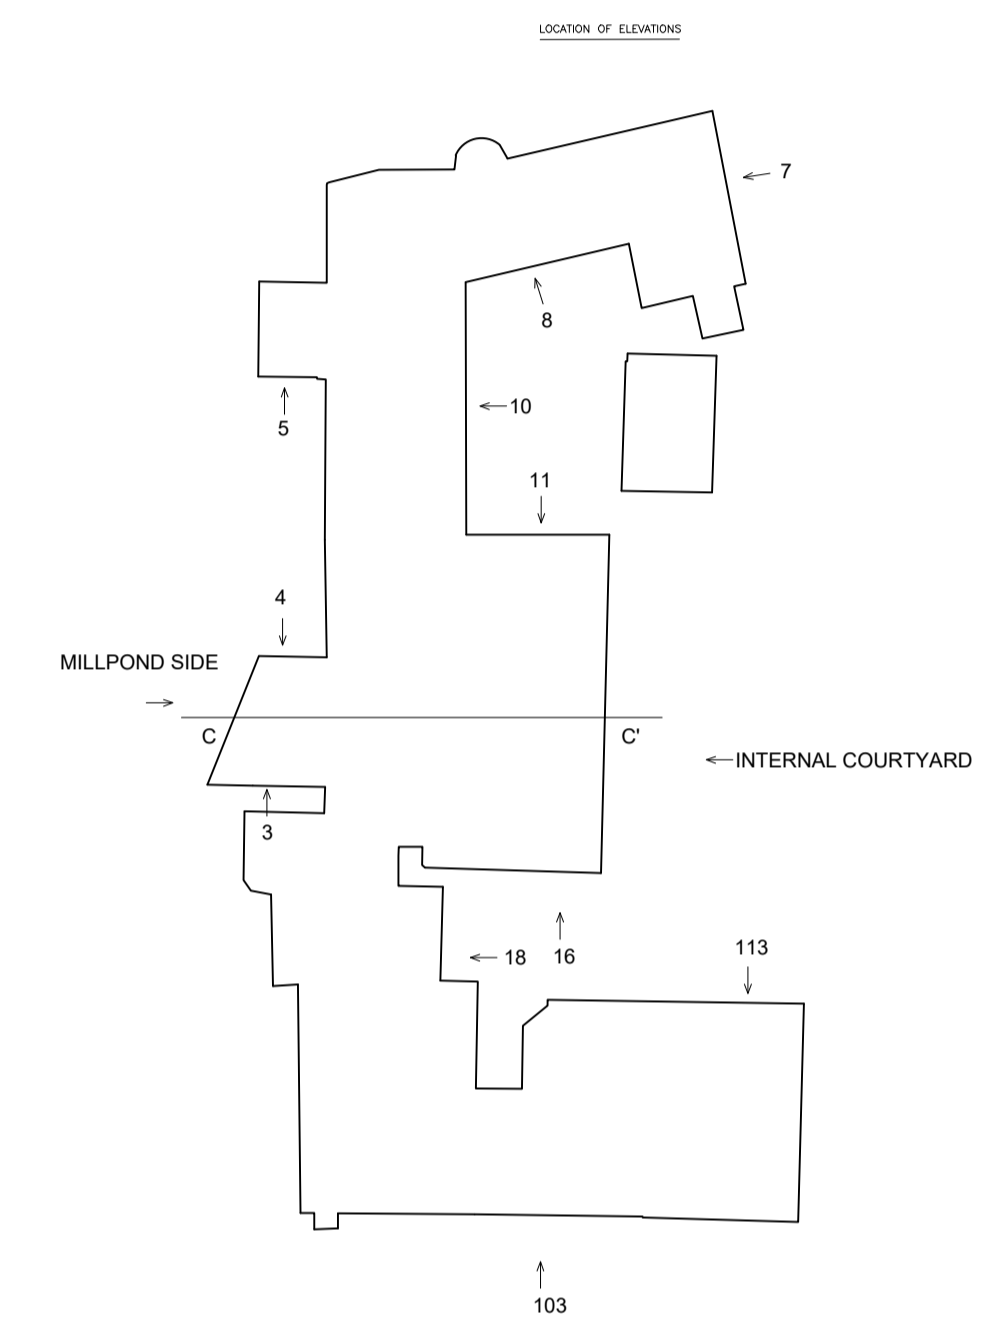 LOCATION OF ELEVATIONS
7
8
10
5
11
4
MILLPOND SIDE
C
C'
INTERNAL COURTYARD
3
113
18
16
103